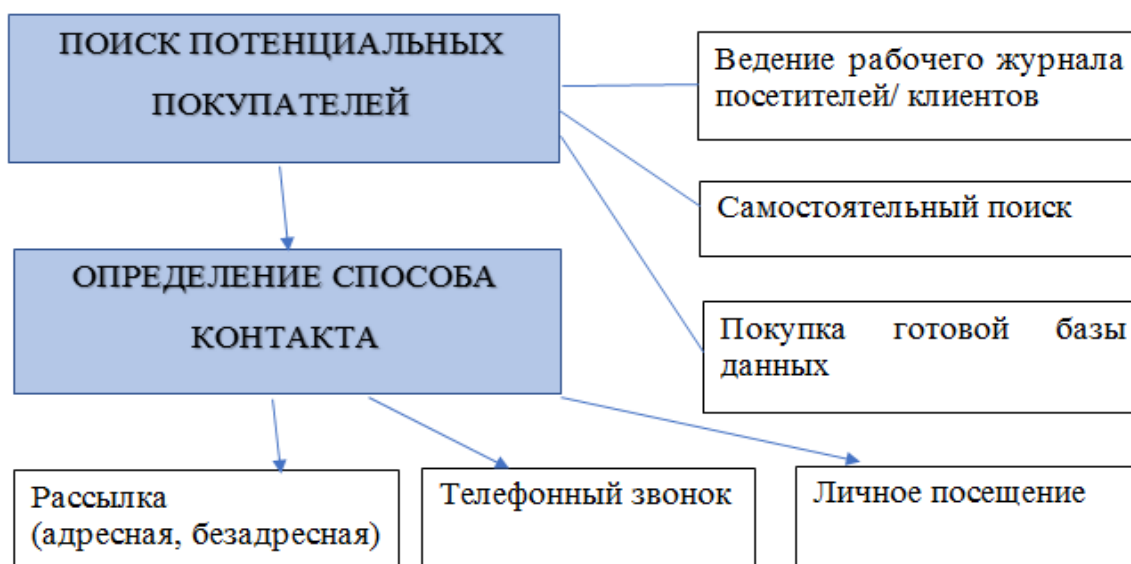 ПОИСК ПОТЕНЦИАЛЬНЫХ
ПОКУПАТЕЛЕЙ
Ведение рабочего журнала
посетителей/ клиентов
Самостоятельный поиск
Покупка готовой базы
данных
ОПРЕДЕЛЕНИЕ СПОСОБА
КОНТАКТА
Рассылка
(адресная, безадресная)
Телефонный звонок
Личное посещение